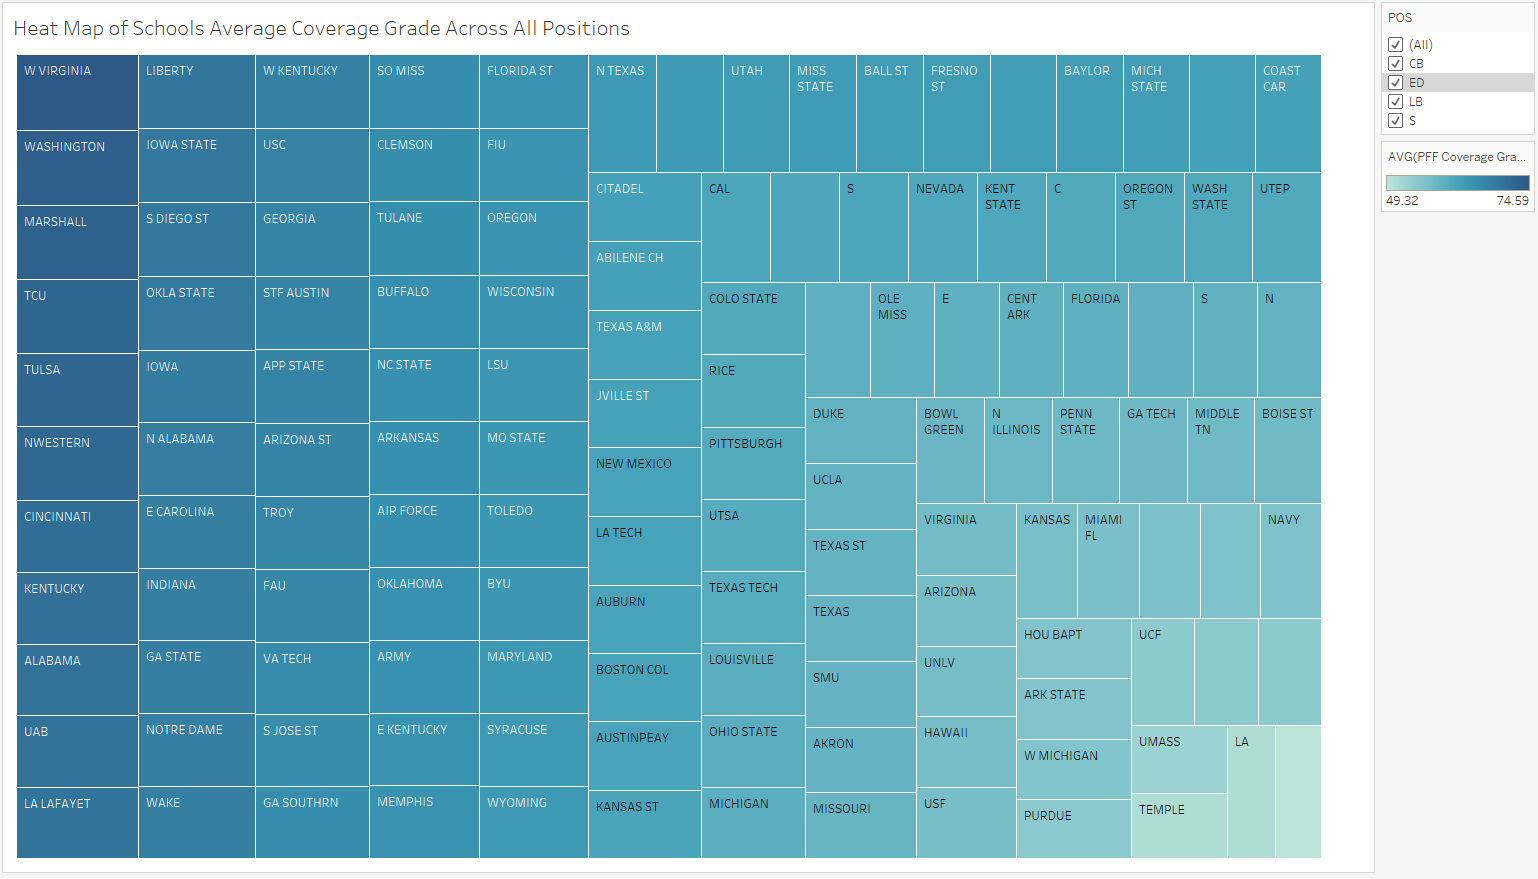 Heat Map of Schools Average Coverage Grade Across All Positions
W VIRGINIA
WASHINGTON
MARSHALL
TCU
TULSA
NWESTERN
CINCINNATI
KENTUCKY
ALABAMA
UAB
LA LAFAYET
LIBERTY
IOWA STATE
S DIEGO ST
OKLA STATE
IOWA
N ALABAMA
E CAROLINA
INDIANA
GA STATE
NOTRE DAME
WAKE
W KENTUCKY
USC
GEORGIA
STF AUSTIN
APP STATE
ARIZONA ST
TROY
FAU
VA TECH
S JOSE ST
GA SOUTHRN
SO MISS
CLEMSON
TULANE
BUFFALO
NC STATE
ARKANSAS
AIR FORCE
OKLAHOMA
ARMY
E KENTUCKY
MEMPHIS
FLORIDA ST
FIU
OREGON
WISCONSIN
LSU
MO STATE
TOLEDO
BYU
MARYLAND
SYRACUSE
WYOMING
N TEXAS
UTAH
MISS
STATE
BALL ST
FRESNO
ST
BAYLOR
MICH
STATE
COAST
CAR
CITADEL
ABILENE CH
TEXAS A&M
JVILLE ST
NEW MEXICO
LA TECH
AUBURN
BOSTON COL
AUSTINPEAY
KANSAS ST
CAL
S
NEVADA
KENT
STATE
C
OREGON
ST
WASH
STATE
UTEP
COLO STATE
RICE
PITTSBURGH
UTSA
TEXAS TECH
LOUISVILLE
OHIO STATE
MICHIGAN
OLE
MISS
E
CENT
ARK
FLORIDA
S
N
DUKE
UCLA
TEXAS ST
TEXAS
SMU
AKRON
MISSOURI
BOWL
GREEN
N
ILLINOIS
PENN
STATE
GA TECH
MIDDLE
TN
BOISE ST
VIRGINIA
ARIZONA
UNLV
HAWAII
USF
KANSAS
MIAMI
FL
NAVY
HOU BAPT
ARK STATE
W MICHIGAN
PURDUE
UCF
UMASS
TEMPLE
LA
POS
(All)
CB
ED
LB
S
AVG(PFF Coverage Gra...
49.32 74.59